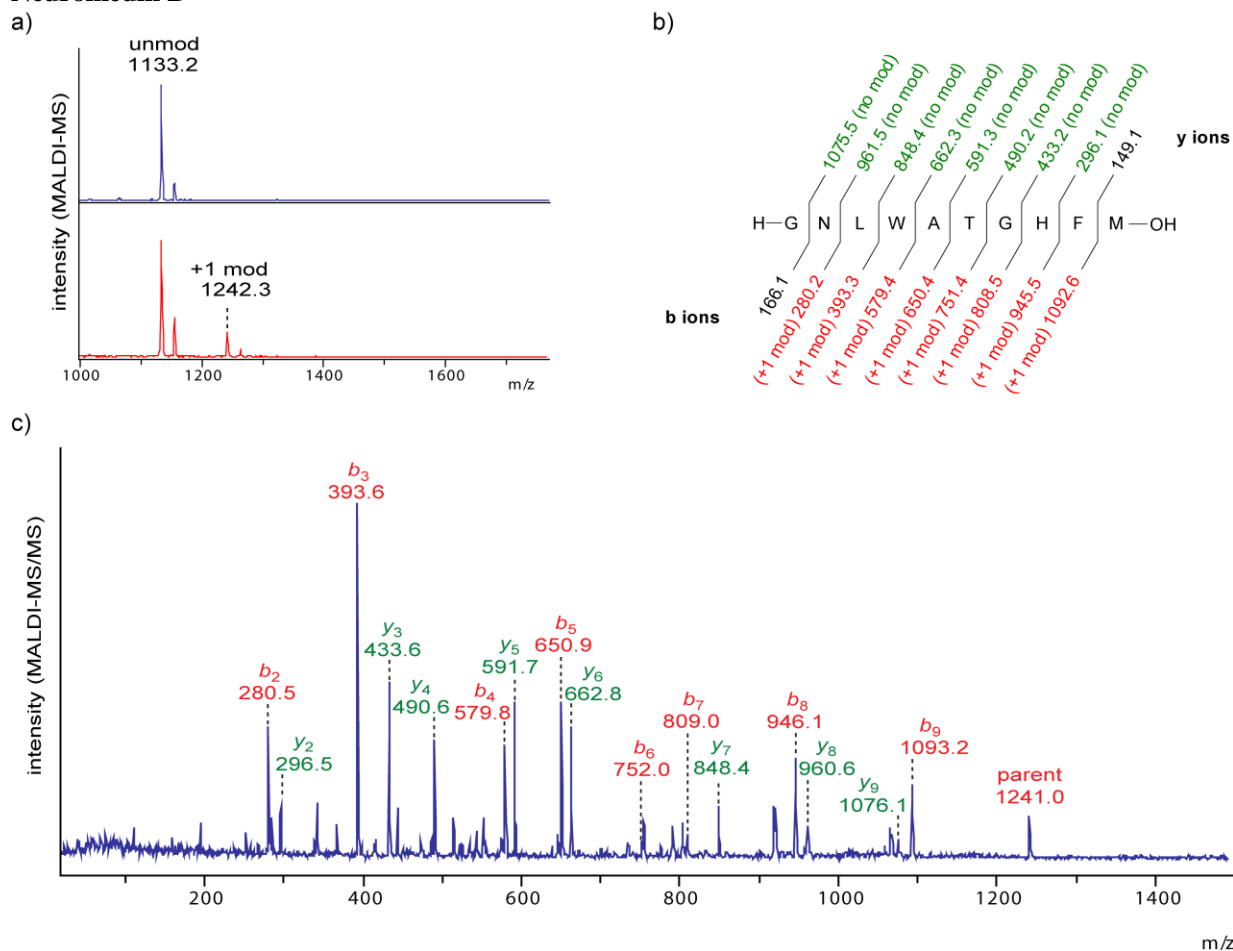 a)
unmod
1133.2
+1 mod
1242.3
intensity (MALDI-MS)
1000 1200 1400 1600
m/z
b)
1075.5 (no mod)
961.5 (no mod)
848.4 (no mod)
662.3 (no mod)
591.3 (no mod)
490.2 (no mod)
433.2 (no mod)
296.1 (no mod)
149.1
y ions
H G N L W A T G H F M OH
b ions
166.1
(+1 mod) 280.2
(+1 mod) 393.3
(+1 mod) 579.4
(+1 mod) 650.4
(+1 mod) 751.4
(+1 mod) 808.5
(+1 mod) 945.5
(+1 mod) 1092.6
c)
intensity (MALDI-MS/MS)
b2
280.5
y2
296.5
b3
393.6
y3
433.6
y4
490.6
b4
579.8
y5
591.7
b5
650.9
y6
662.8
b6
752.0
b7
809.0
y7
848.4
b8
946.1
y8
960.6
y9
1076.1
b9
1093.2
parent
1241.0
200 400 600 800 1000 1200 1400
m/z